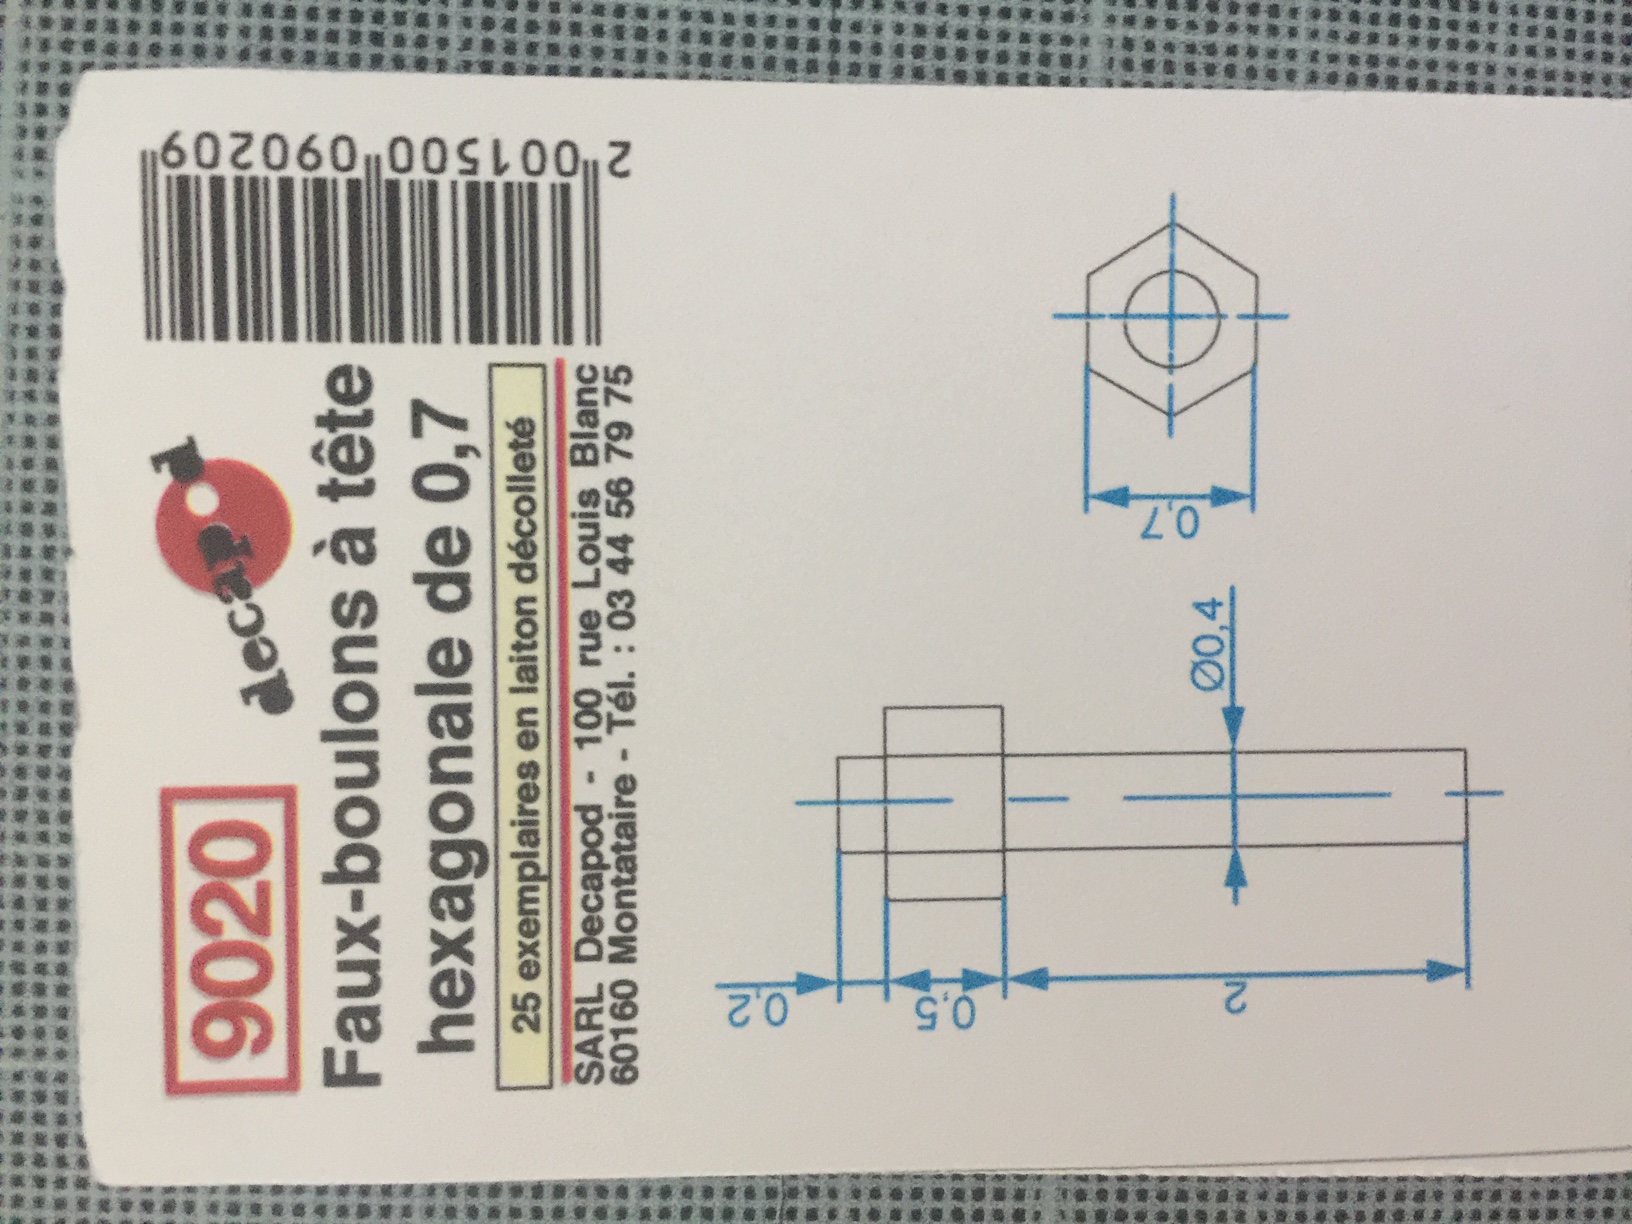 9020
decapod
Faux-boulons à tête
hexagonale de 0,7
25 exemplaires en laiton décolleté
SARL Decapod - 100 rue Louis Blanc
60160 Montataire - Tél. : 03 44 56 79 75
2 001500 090209
0,2
0,5
2
Ø0,4
0,7